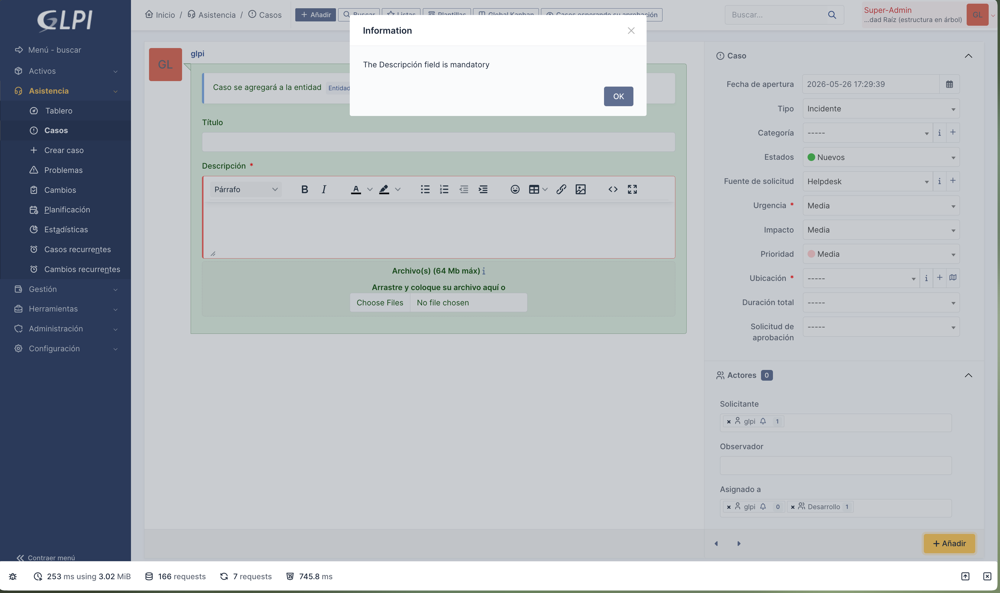 GLPI
Menú - buscar
Activos
Asistencia
Tablero
Casos
Crear caso
Problemas
Cambios
Planificación
Estadísticas
Casos recurrentes
Cambios recurrentes
Gestión
Herramientas
Administración
Configuración
Contraer menú
Inicio / Asistencia / Casos
+ Añadir
Buscar
Listas
Plantillas
Global Kanban
Casos esperando su aprobación
Buscar...
Super-Admin
...dad Raíz (estructura en árbol)
GL
Information
The Descripción field is mandatory
OK
GL
glpi
Caso se agregará a la entidad Entidad
Título
Descripción *
Párrafo
Archivo(s) (64 Mb máx)
Arrastre y coloque su archivo aquí o
Choose Files No file chosen
Caso
Fecha de apertura 2026-05-26 17:29:39
Tipo Incidente
Categoría -----
Estados Nuevos
Fuente de solicitud Helpdesk
Urgencia * Media
Impacto Media
Prioridad Media
Ubicación * -----
Duración total -----
Solicitud de aprobación -----
Actores 0
Solicitante
× glpi 1
Observador
Asignado a
× glpi 0 × Desarrollo 1
+ Añadir
253 ms using 3.02 MiB
166 requests
7 requests
745.8 ms